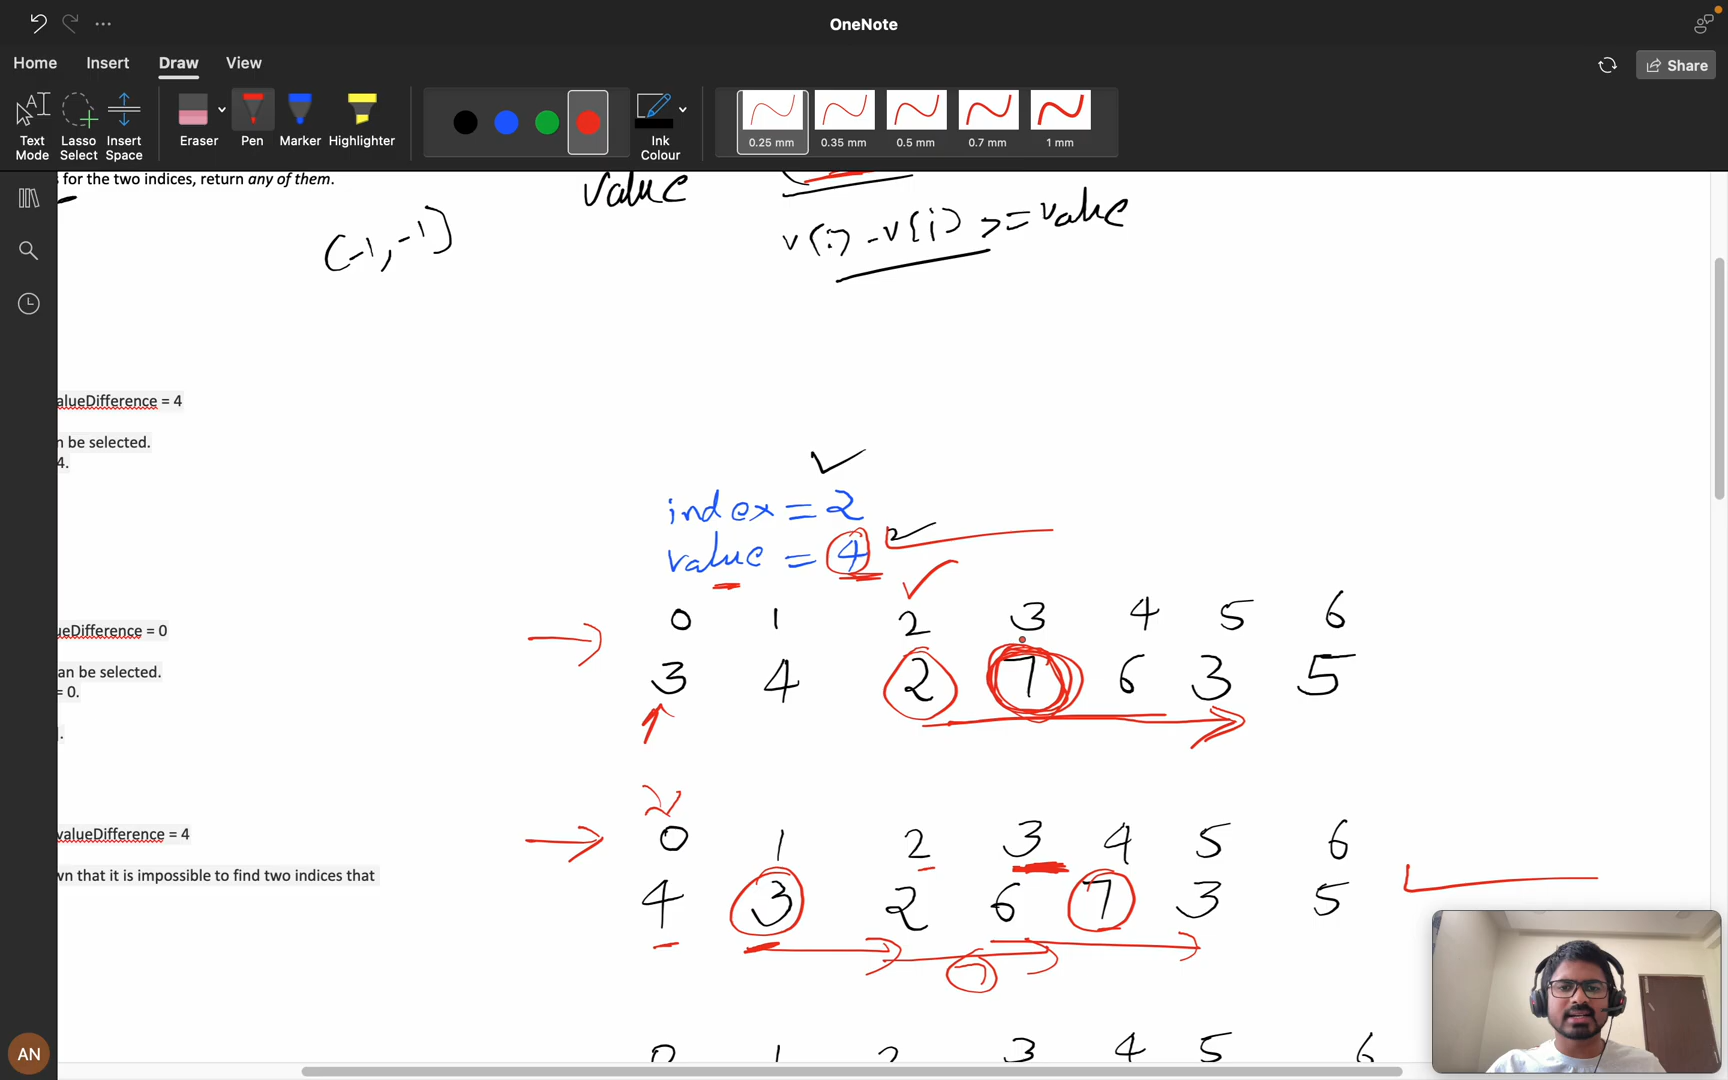 OneNote
Home Insert Draw View
Share
Text Mode
Lasso Select
Insert Space
Eraser
Pen
Marker
Highlighter
Ink Colour
0.25 mm
0.35 mm
0.5 mm
0.7 mm
1 mm
for the two indices, return any of them.
value
(-1, -1)
>= value
alueDifference = 4
n be selected.
4.
index = 2
value = 4
0 1 2 3 4 5 6
3 4 2 7 6 3 5
ueDifference = 0
an be selected.
= 0.
.
valueDifference = 4
wn that it is impossible to find two indices that
0 1 2 3 4 5 6
4 3 2 6 7 3 5
7
0 1 2 3 4 5 6
AN